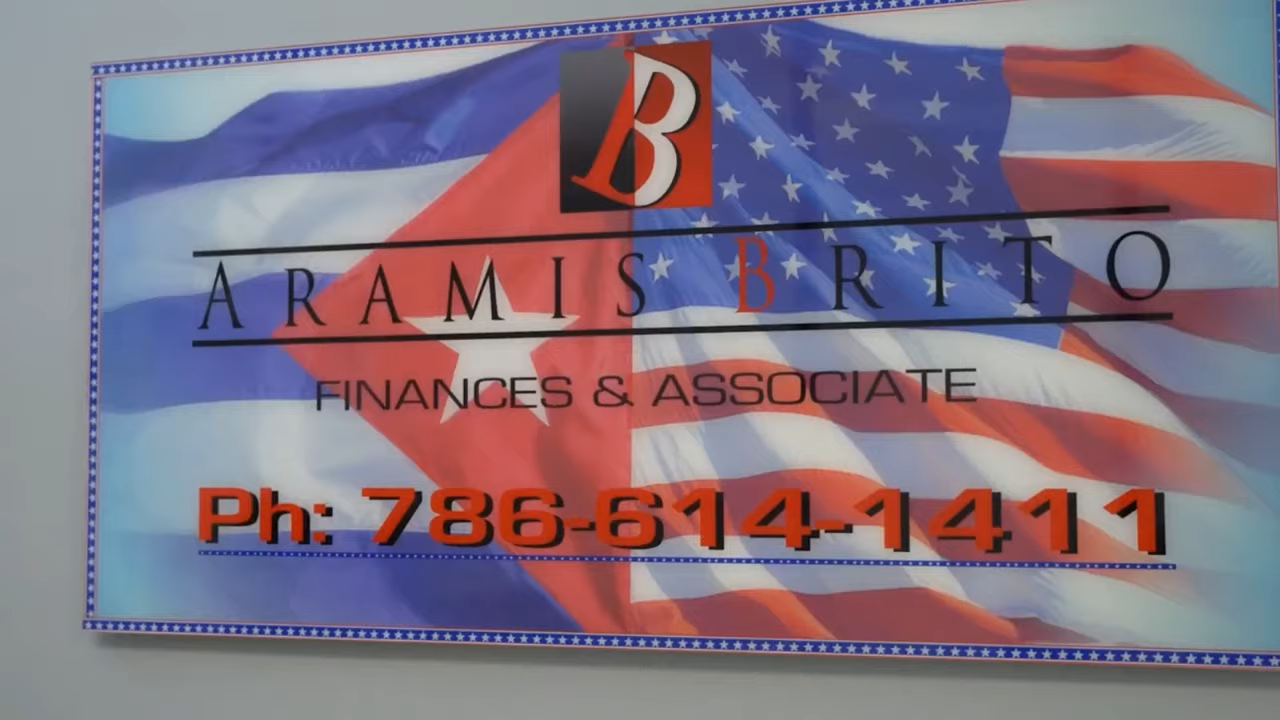 B
ARAMIS BRITO
FINANCES & ASSOCIATE
Ph: 786-614-1411